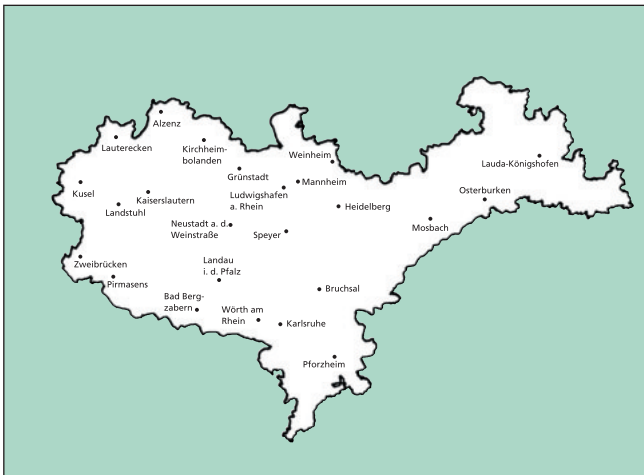 Alzenz
Lauterecken
Kirchheim-
bolanden
Weinheim
Lauda-Königshofen
Grünstadt
Mannheim
Kusel
Kaiserslautern
Ludwigshafen
a. Rhein
Osterburken
Landstuhl
Heidelberg
Neustadt a. d.
Weinstraße
Speyer
Mosbach
Zweibrücken
Landau
i. d. Pfalz
Pirmasens
Bruchsal
Bad Berg-
zabern
Wörth am
Rhein
Karlsruhe
Pforzheim